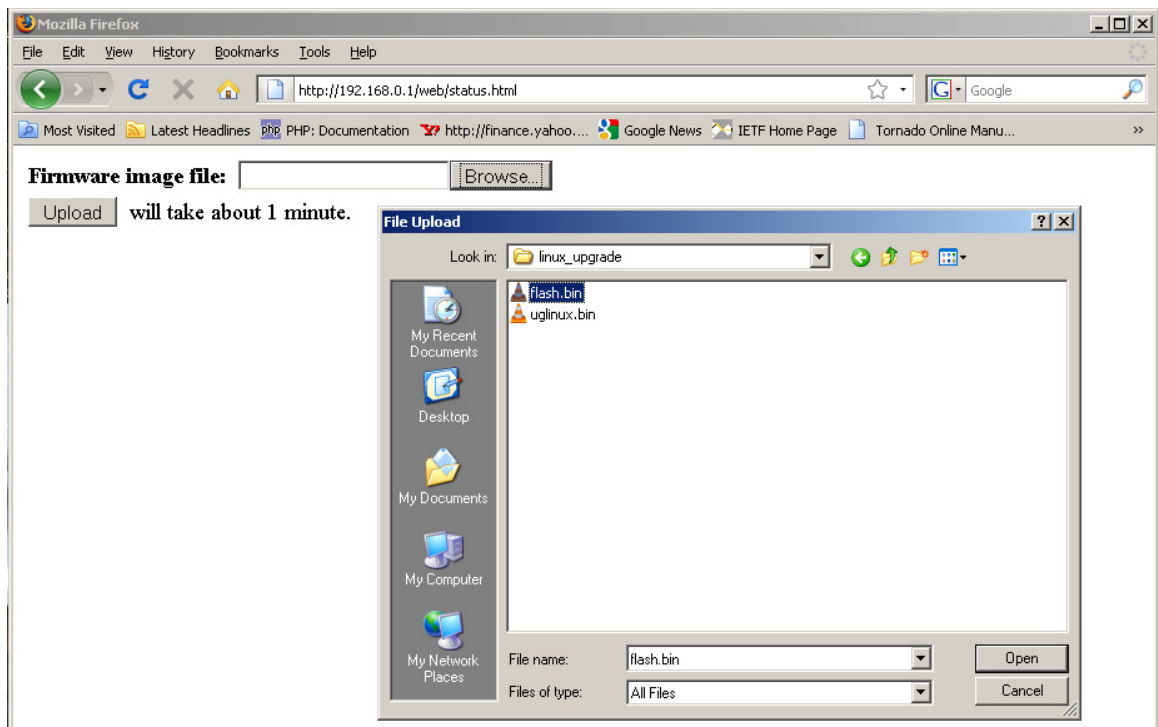 Mozilla Firefox
File Edit View History Bookmarks Tools Help
http://192.168.0.1/web/status.html
G Google
Most Visited Latest Headlines php PHP: Documentation Y? http://finance.yahoo.... Google News IETF Home Page Tornado Online Manu... »
Firmware image file: Browse...
Upload will take about 1 minute.
File Upload
Look in: linux_upgrade
flash.bin
uglinux.bin
My Recent
Documents
Desktop
My Documents
My Computer
My Network
Places
File name: flash.bin Open
Files of type: All Files Cancel